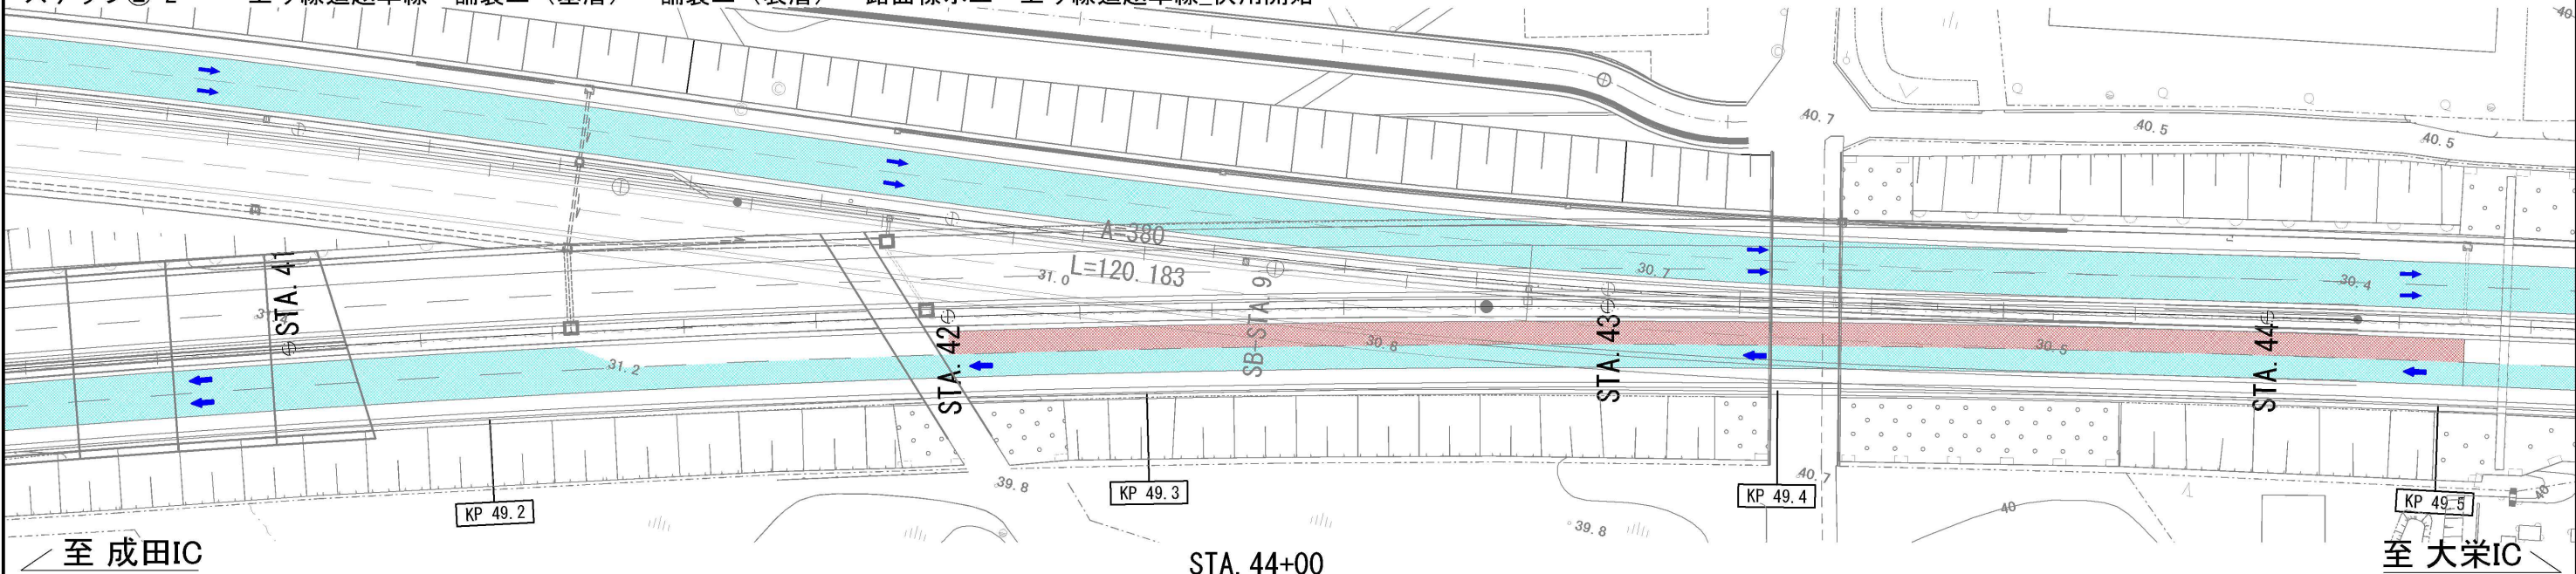 40.7
40.5
40.5
A=380
L=120.183
31.0
30.7
30.4
STA. 41
STA. 42
SB-STA. 9
STA. 43
STA. 44
31.2
30.6
30.5
39.8
40.7
39.8
40
40
KP 49.2
KP 49.3
KP 49.4
KP 49.5
至 成田IC
STA. 44+00
至 大栄IC